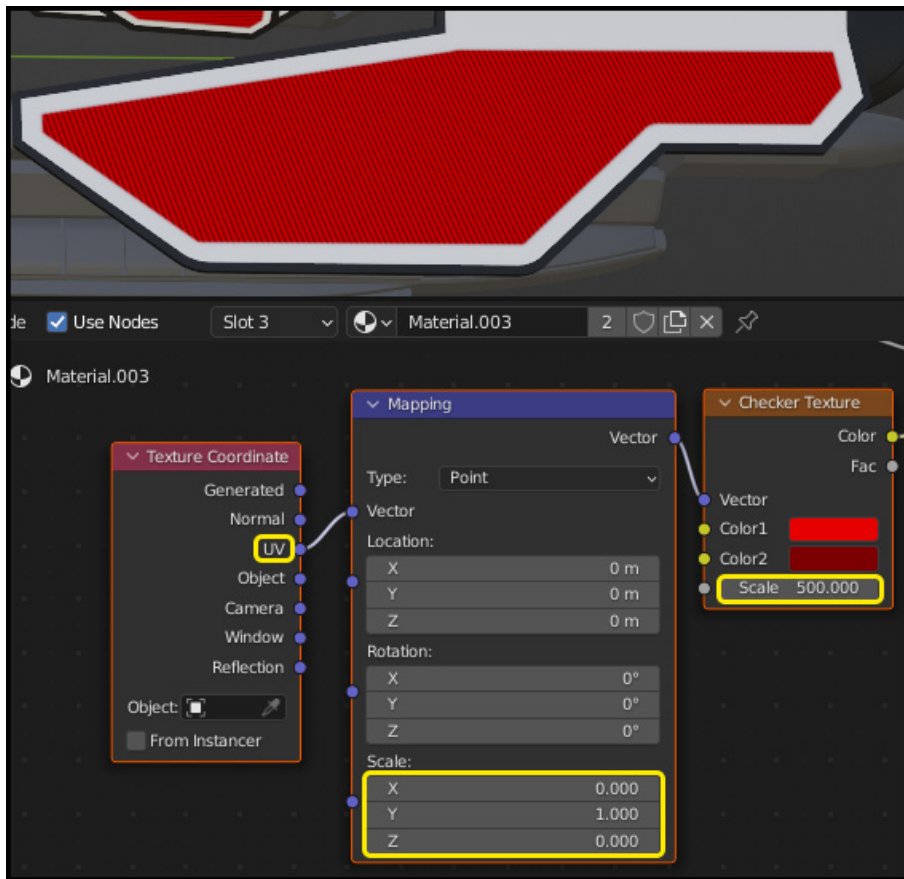 de Use Nodes Slot 3 Material.003 2
Material.003
Mapping
Vector
Type: Point
Vector
Location:
X 0 m
Y 0 m
Z 0 m
Rotation:
X 0°
Y 0°
Z 0°
Scale:
X 0.000
Y 1.000
Z 0.000
Texture Coordinate
Generated
Normal
UV
Object
Camera
Window
Reflection
Object:
From Instancer
Checker Texture
Color
Fac
Vector
Color1
Color2
Scale 500.000